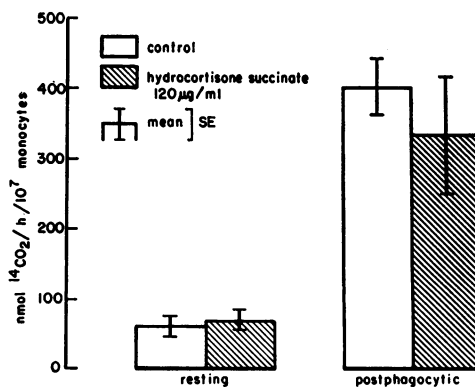 500
400
300
200
100
0
nmol ¹⁴CO₂/h/10⁷ monocytes
control
hydrocortisone succinate
120µg/ml
mean ] SE
resting
postphagocytic